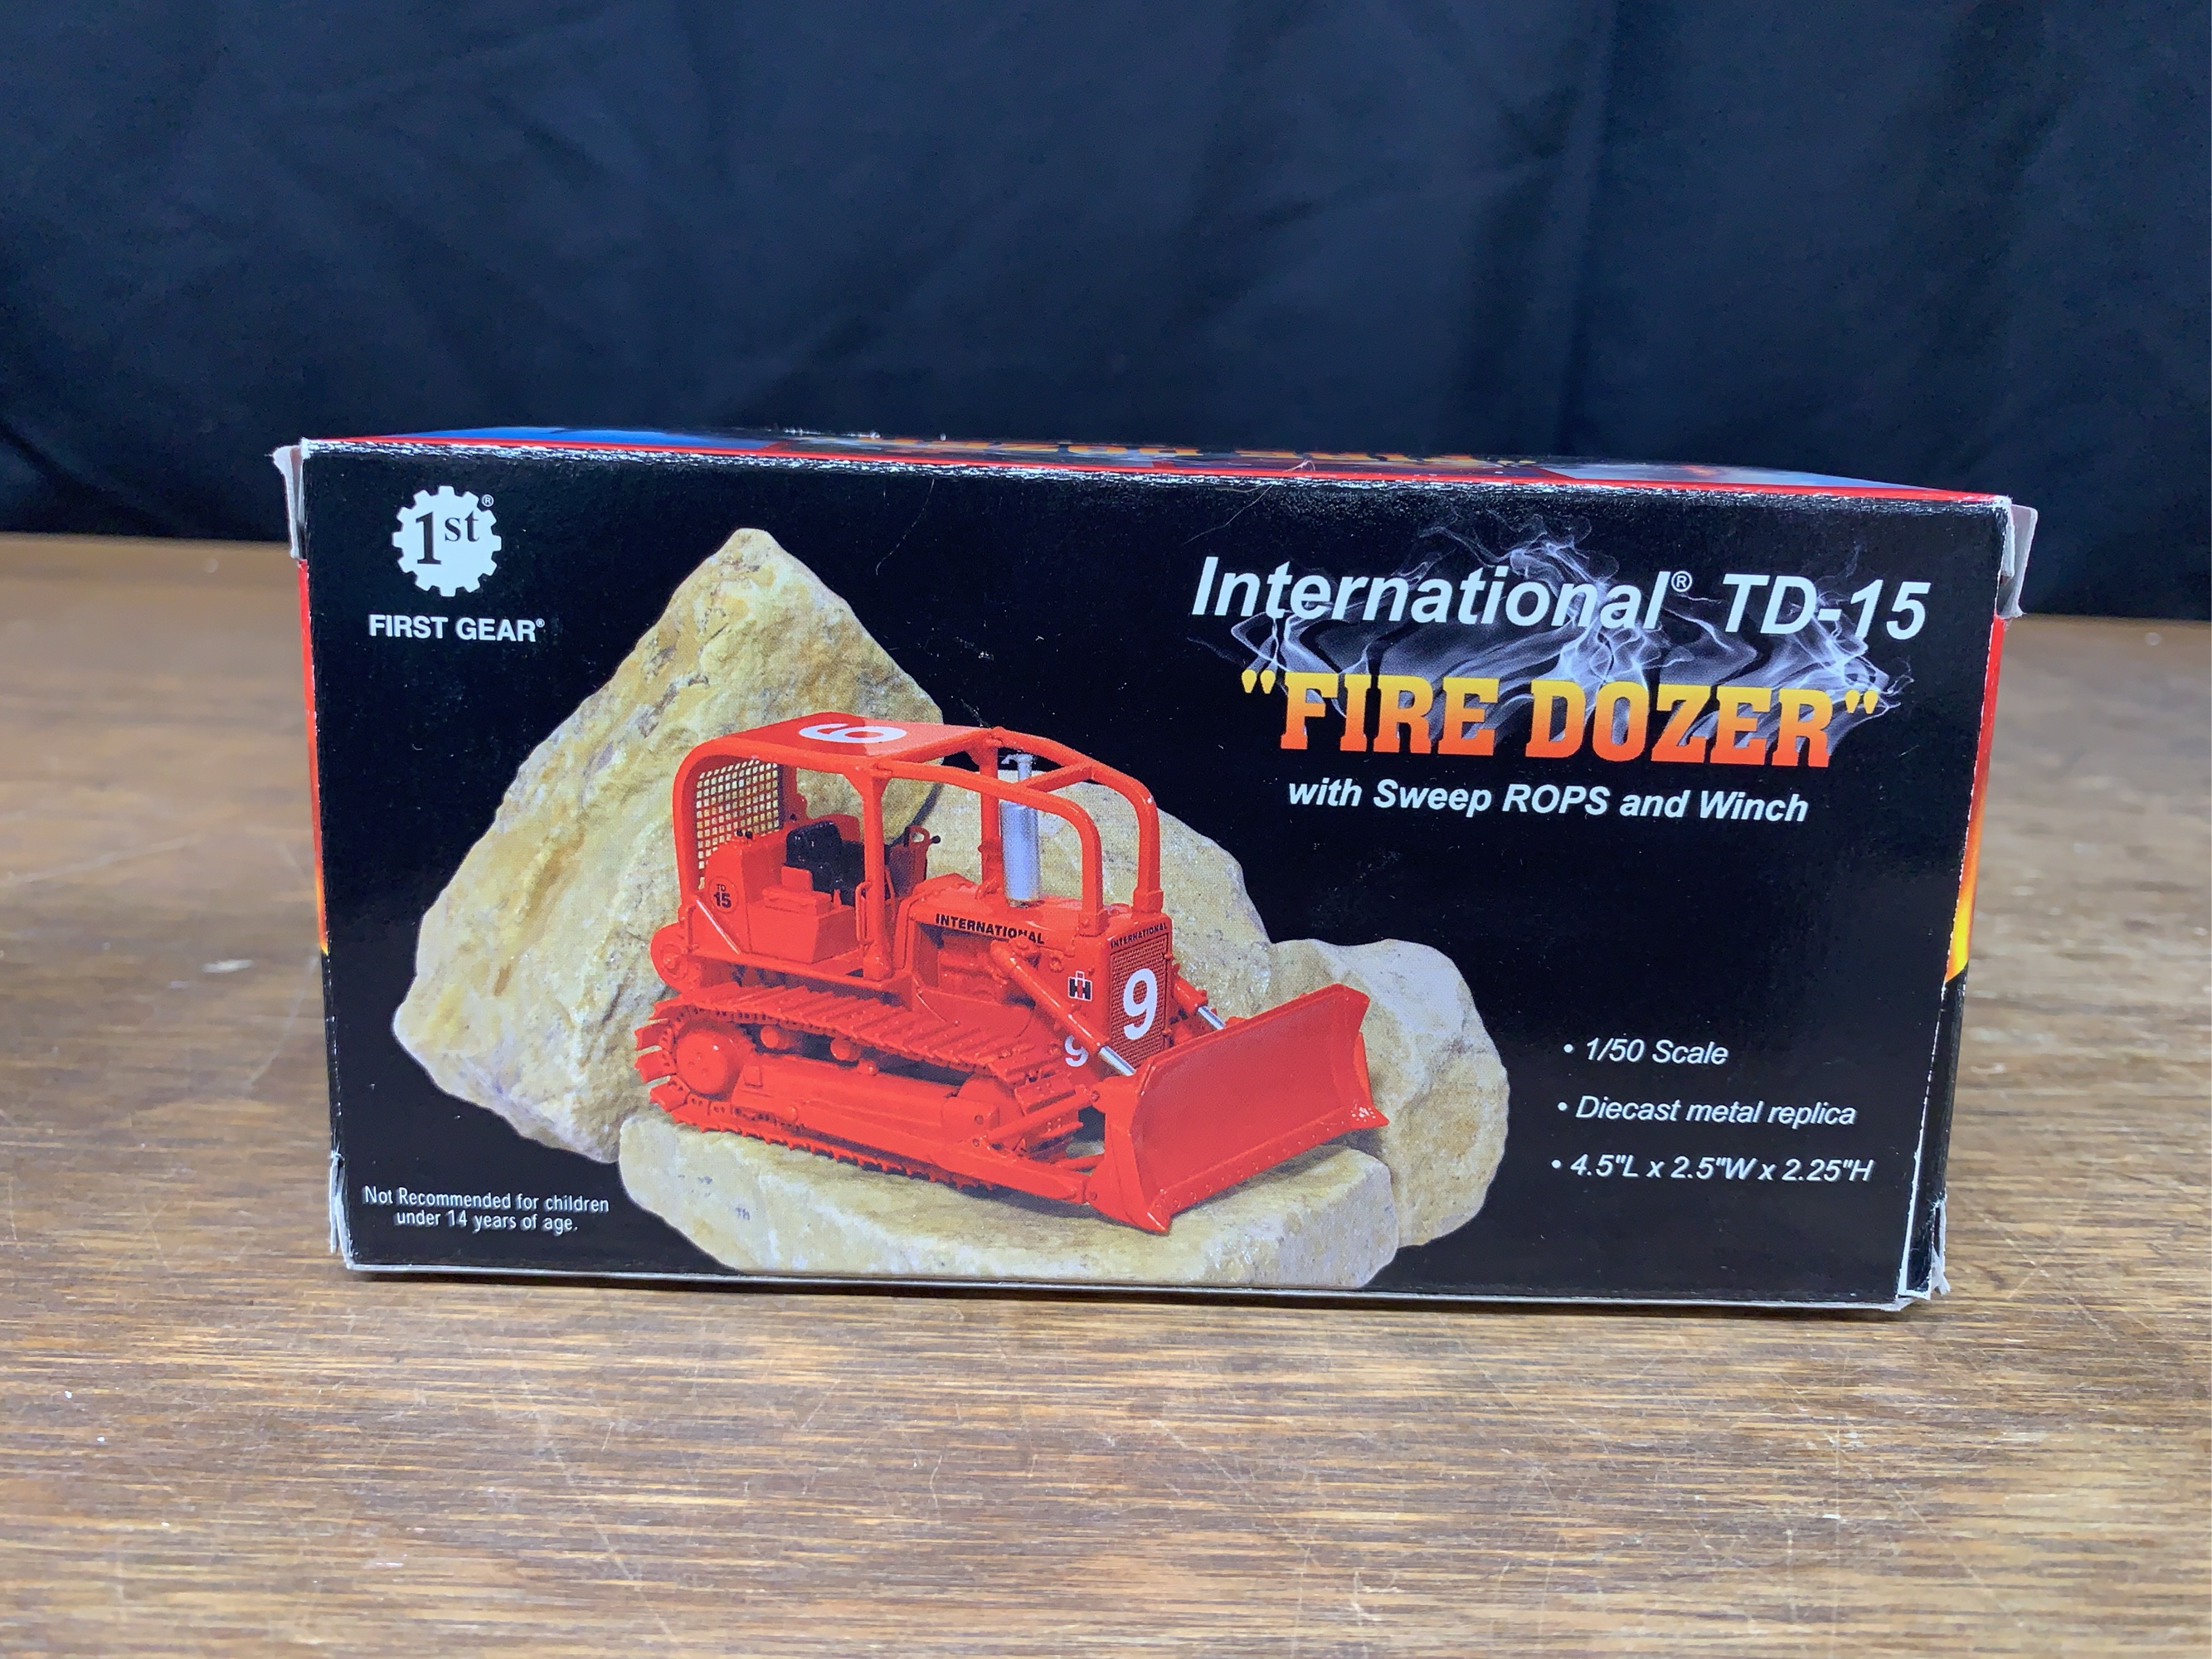 1st®
FIRST GEAR®
International® TD-15
"FIRE DOZER"
with Sweep ROPS and Winch
9
TD
15
INTERNATIONAL
INTERNATIONAL
IH
9
9
• 1/50 Scale
• Diecast metal replica
• 4.5"L x 2.5"W x 2.25"H
Not Recommended for children
under 14 years of age.